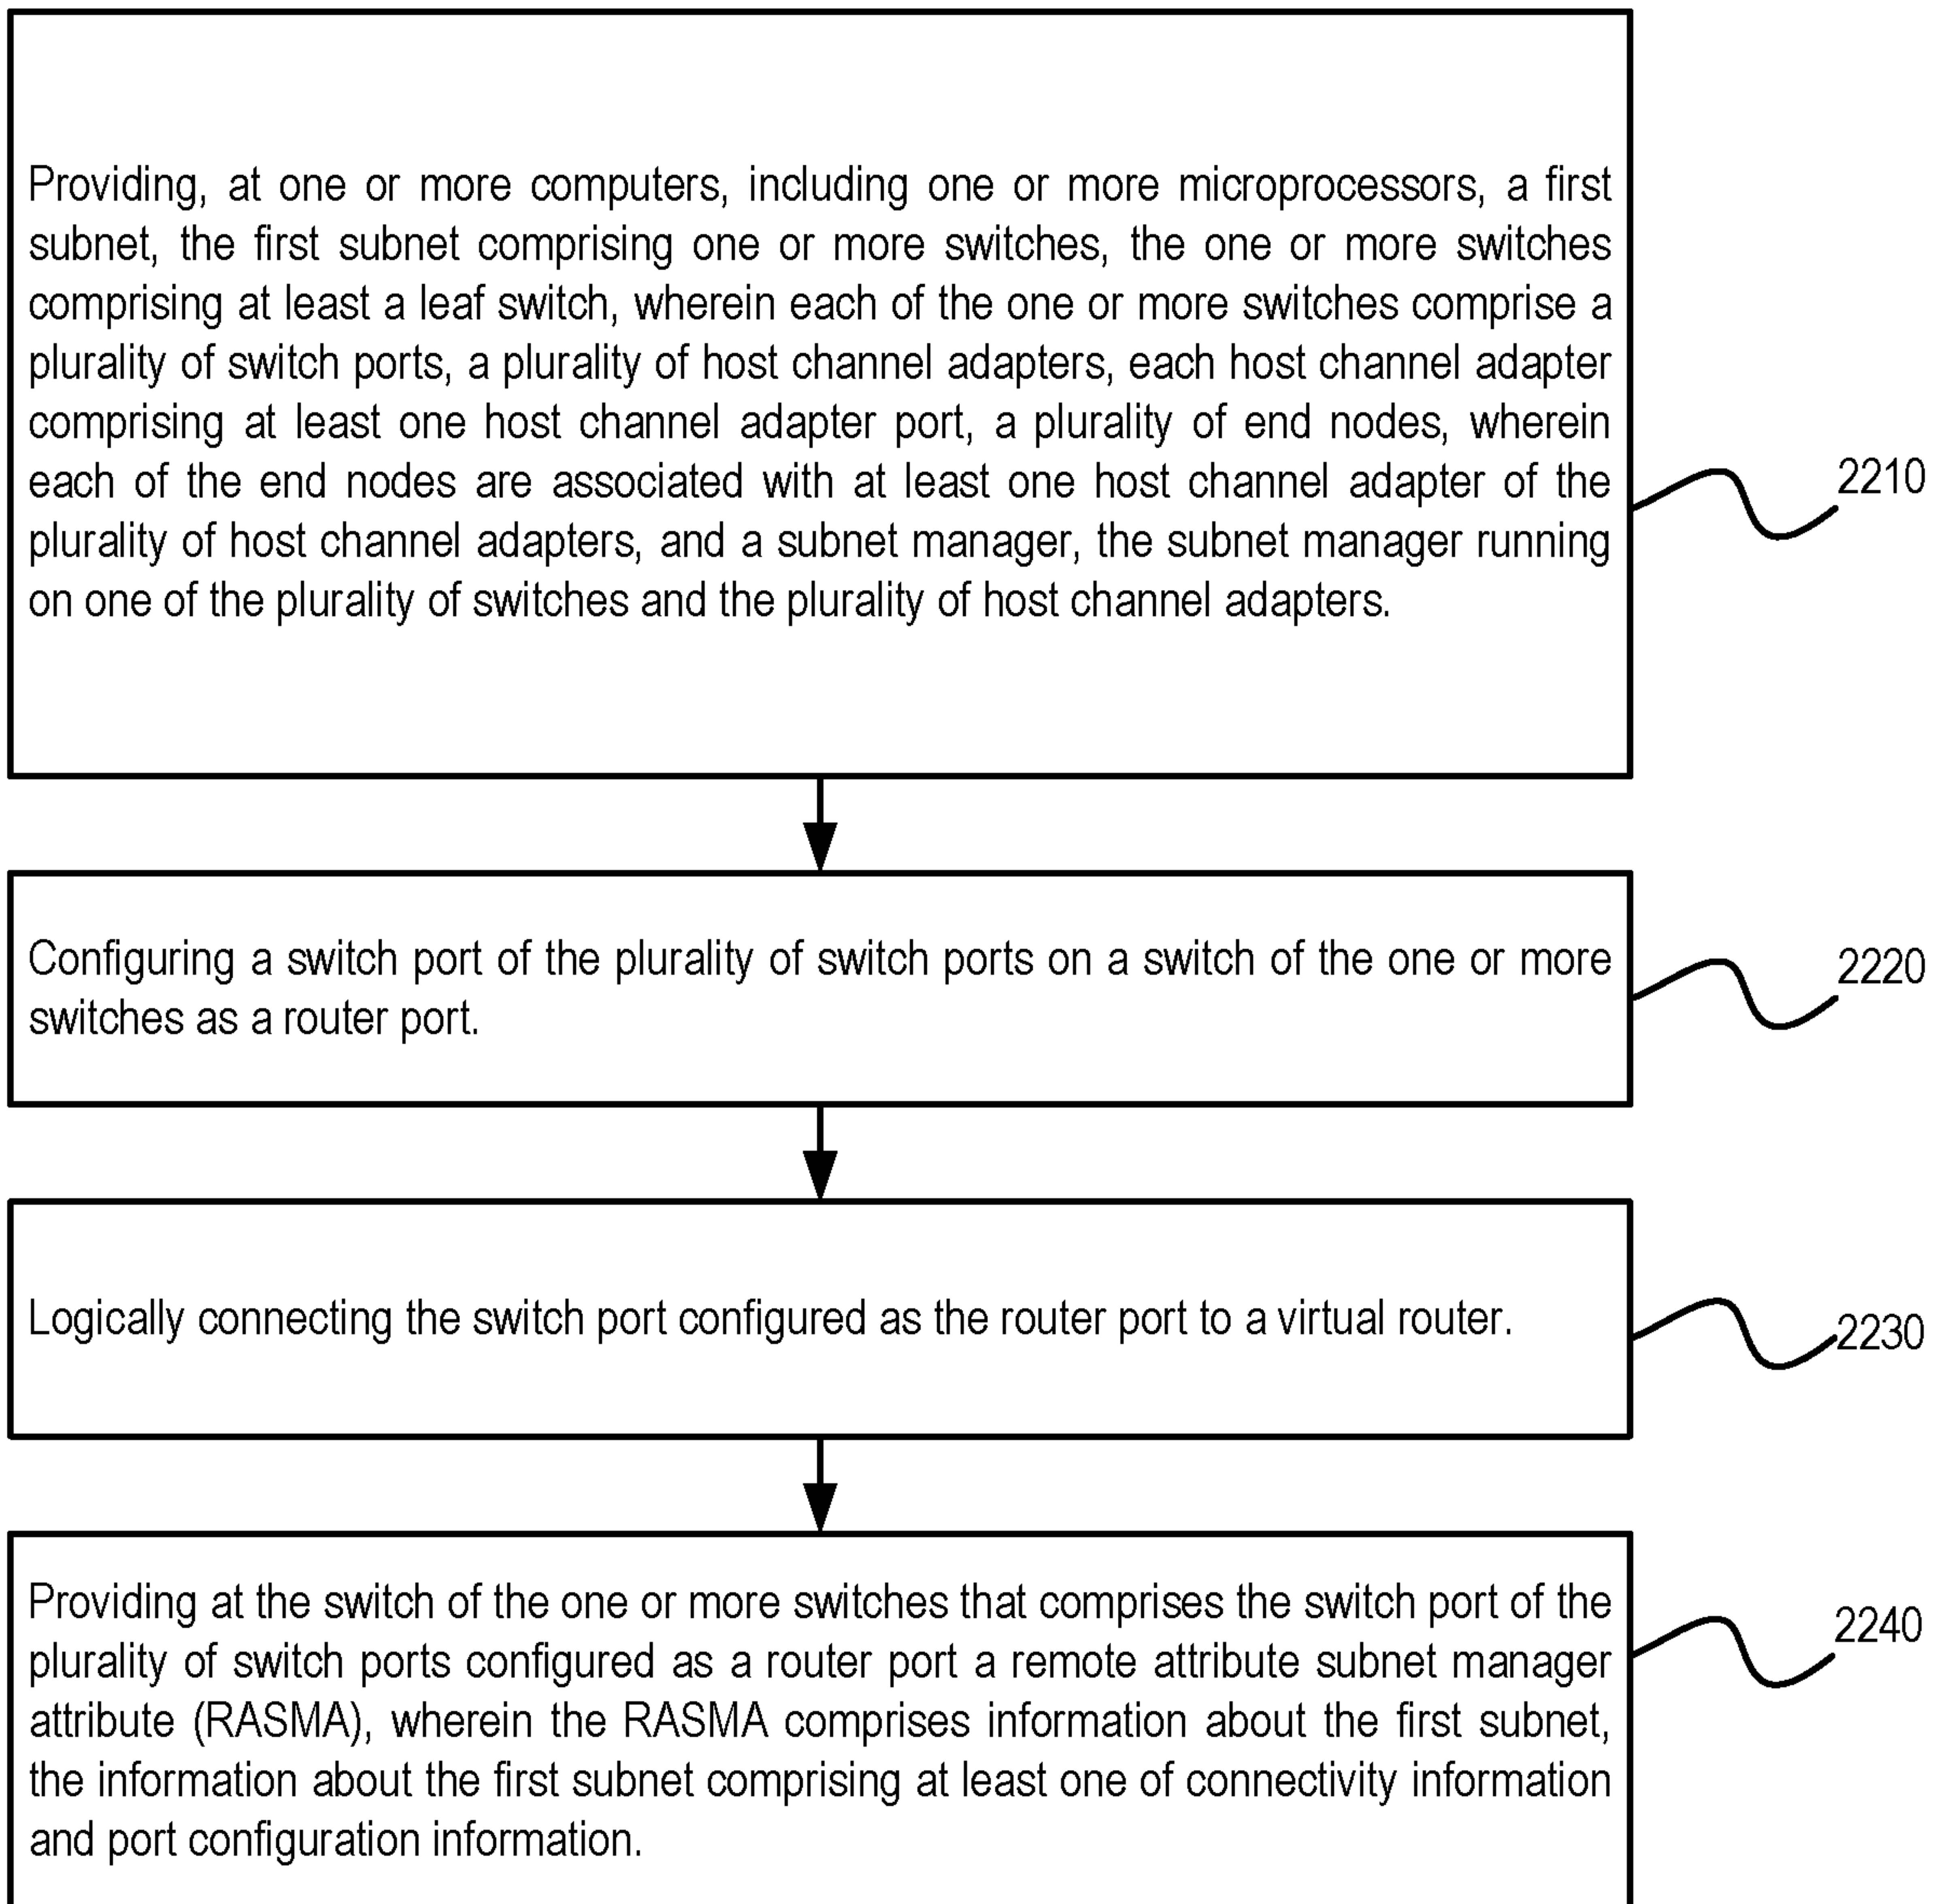 Providing, at one or more computers, including one or more microprocessors, a first
subnet, the first subnet comprising one or more switches, the one or more switches
comprising at least a leaf switch, wherein each of the one or more switches comprise a
plurality of switch ports, a plurality of host channel adapters, each host channel adapter
comprising at least one host channel adapter port, a plurality of end nodes, wherein
each of the end nodes are associated with at least one host channel adapter of the
plurality of host channel adapters, and a subnet manager, the subnet manager running
on one of the plurality of switches and the plurality of host channel adapters.
2210
Configuring a switch port of the plurality of switch ports on a switch of the one or more
switches as a router port.
2220
Logically connecting the switch port configured as the router port to a virtual router.
2230
Providing at the switch of the one or more switches that comprises the switch port of the
plurality of switch ports configured as a router port a remote attribute subnet manager
attribute (RASMA), wherein the RASMA comprises information about the first subnet,
the information about the first subnet comprising at least one of connectivity information
and port configuration information.
2240